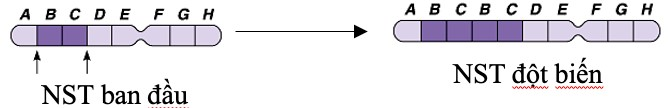 A B C D E F G H
A B C B C D E F G H
NST ban đầu
NST đột biến